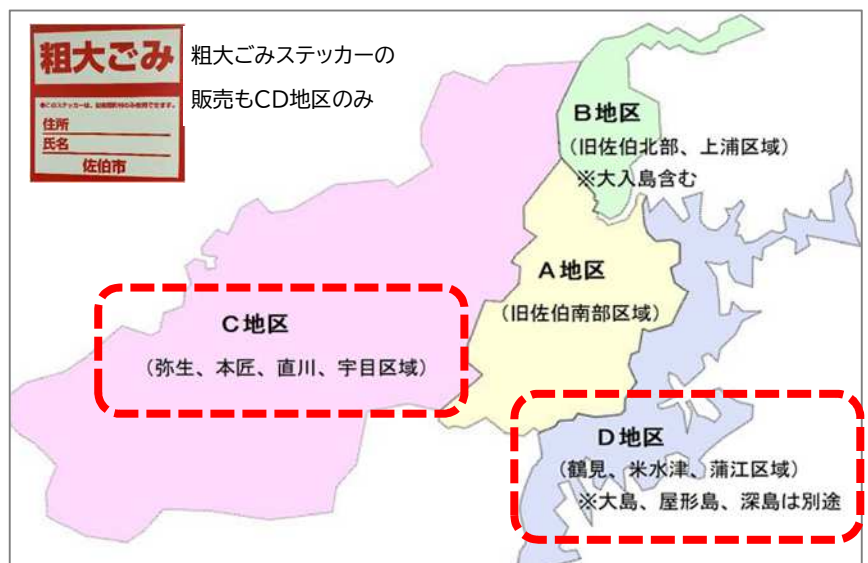 粗大ごみ
住所
氏名
佐伯市
粗大ごみステッカーの
販売もCD地区のみ
B地区
(旧佐伯北部、上浦区域)
※大入島含む
A地区
(旧佐伯南部区域)
C地区
(弥生、本匠、直川、宇目区域)
D地区
(鶴見、米水津、蒲江区域)
※大島、屋形島、深島は別途